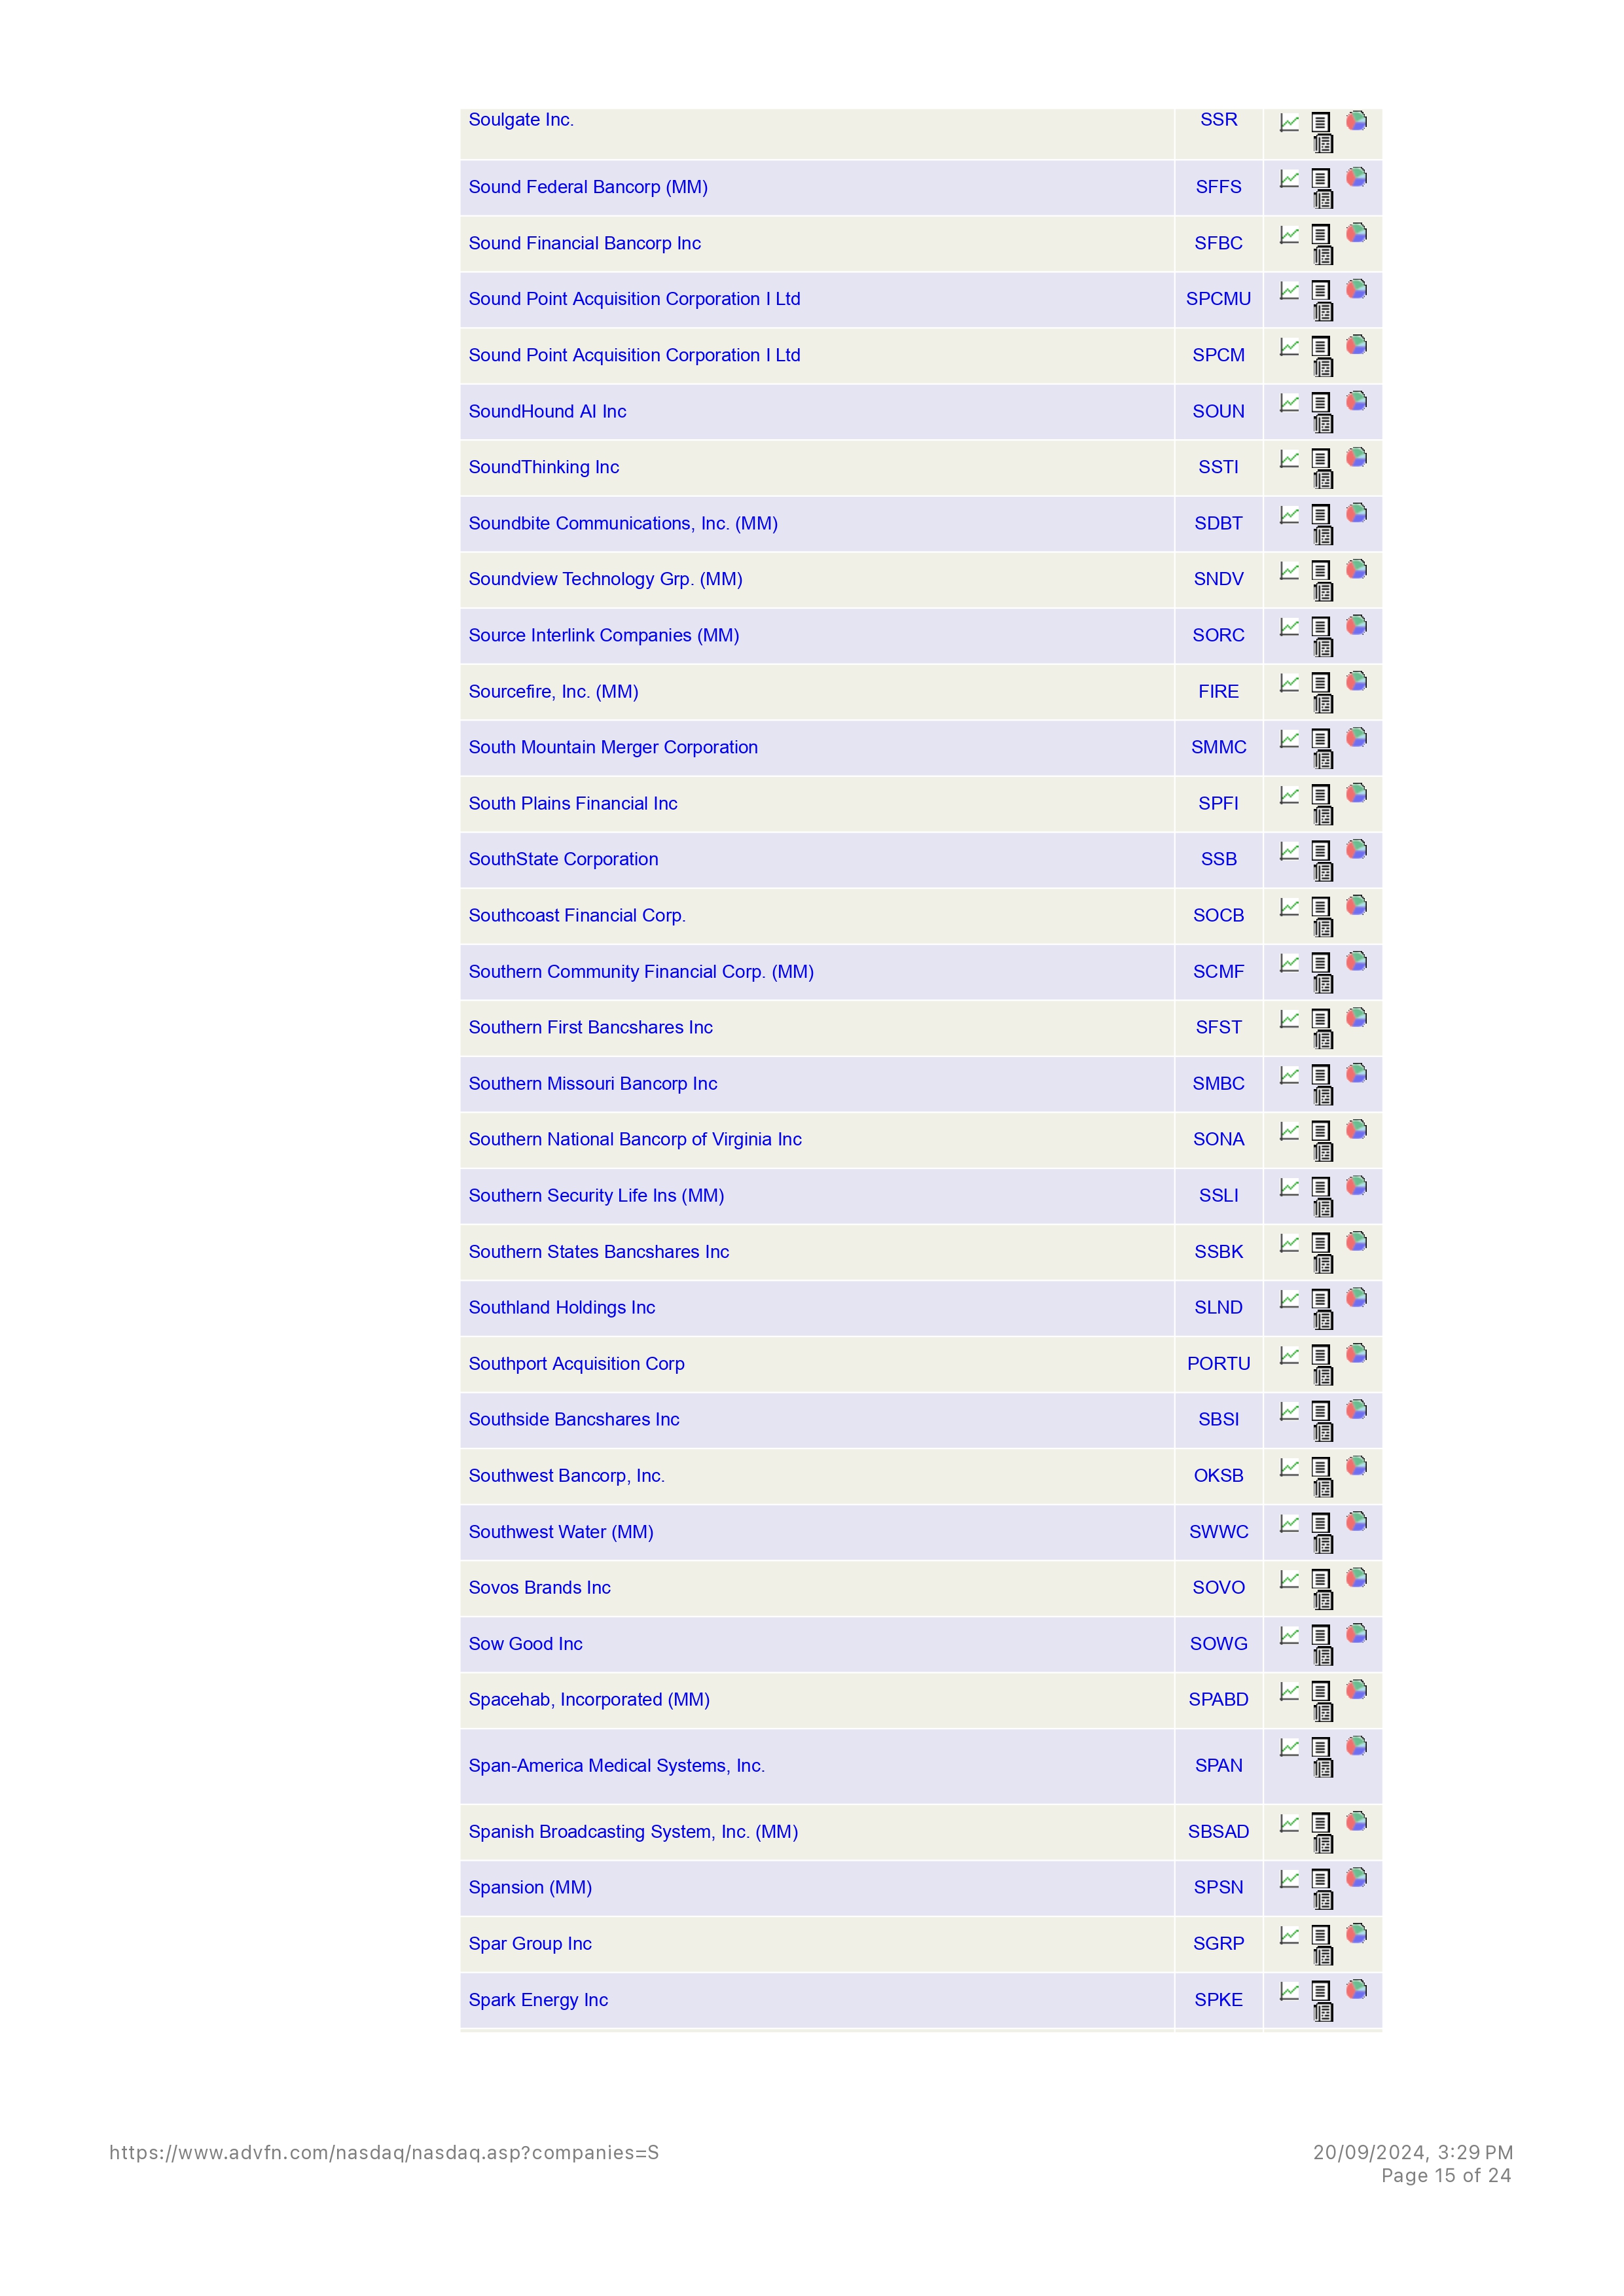 Soulgate Inc. SSR
Sound Federal Bancorp (MM) SFFS
Sound Financial Bancorp Inc SFBC
Sound Point Acquisition Corporation I Ltd SPCMU
Sound Point Acquisition Corporation I Ltd SPCM
SoundHound AI Inc SOUN
SoundThinking Inc SSTI
Soundbite Communications, Inc. (MM) SDBT
Soundview Technology Grp. (MM) SNDV
Source Interlink Companies (MM) SORC
Sourcefire, Inc. (MM) FIRE
South Mountain Merger Corporation SMMC
South Plains Financial Inc SPFI
SouthState Corporation SSB
Southcoast Financial Corp. SOCB
Southern Community Financial Corp. (MM) SCMF
Southern First Bancshares Inc SFST
Southern Missouri Bancorp Inc SMBC
Southern National Bancorp of Virginia Inc SONA
Southern Security Life Ins (MM) SSLI
Southern States Bancshares Inc SSBK
Southland Holdings Inc SLND
Southport Acquisition Corp PORTU
Southside Bancshares Inc SBSI
Southwest Bancorp, Inc. OKSB
Southwest Water (MM) SWWC
Sovos Brands Inc SOVO
Sow Good Inc SOWG
Spacehab, Incorporated (MM) SPABD
Span-America Medical Systems, Inc. SPAN
Spanish Broadcasting System, Inc. (MM) SBSAD
Spansion (MM) SPSN
Spar Group Inc SGRP
Spark Energy Inc SPKE
https://www.advfn.com/nasdaq/nasdaq.asp?companies=S 20/09/2024, 3:29 PM
Page 15 of 24